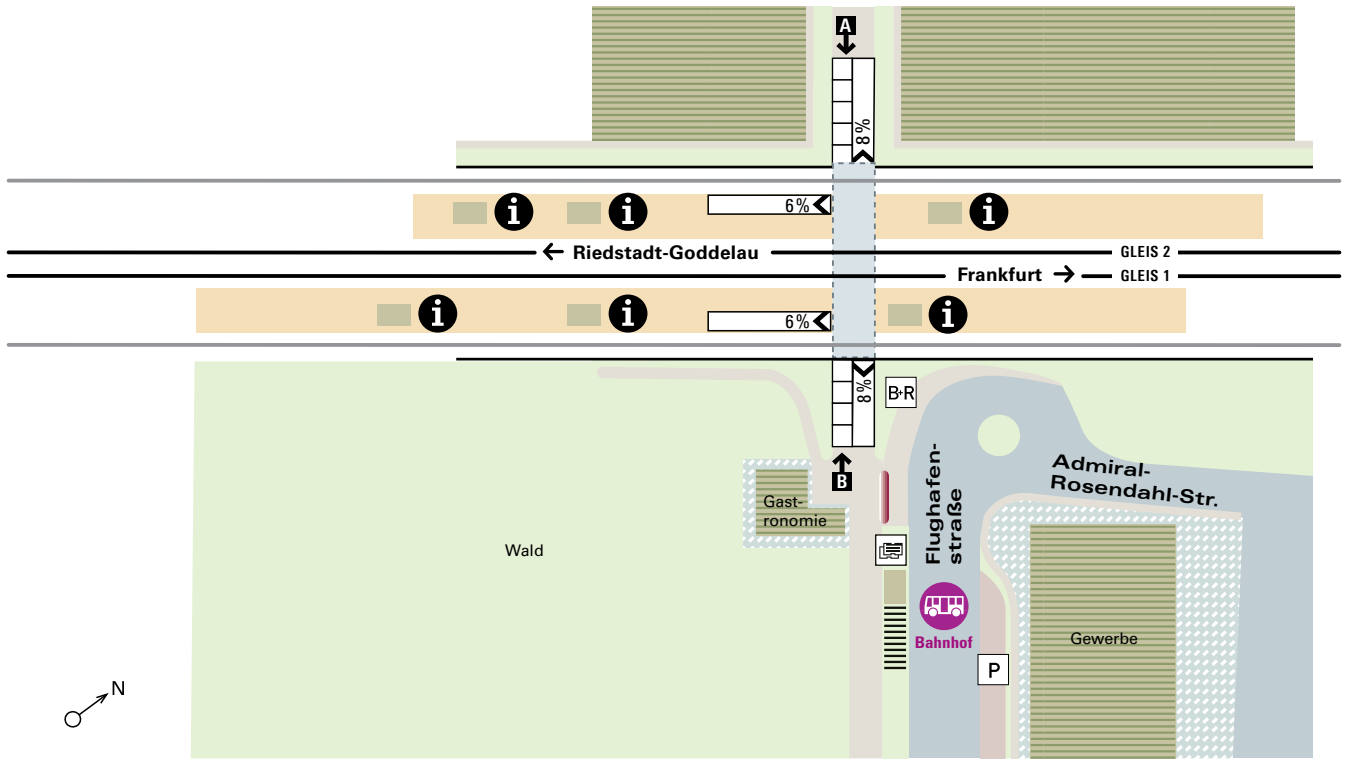 A
8%
6%
Riedstadt-Goddelau
GLEIS 2
Frankfurt
GLEIS 1
6%
8%
B+R
B
Flughafen-
straße
Admiral-
Rosendahl-Str.
Gast-
ronomie
Wald
Bahnhof
Gewerbe
P
N